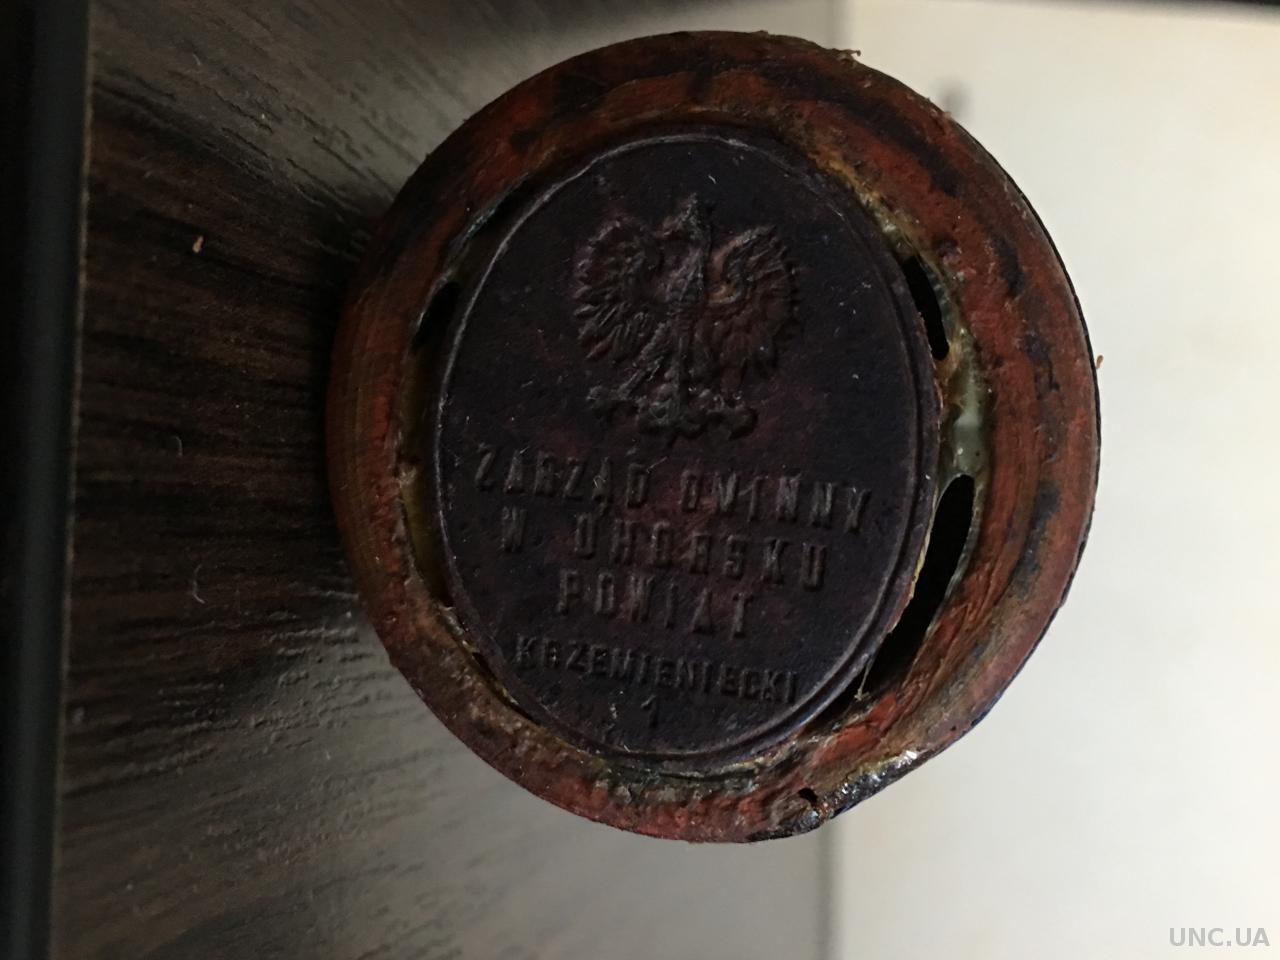 ZARZĄD GMINNY
W UHORSKU
POWIAT
KRZEMIENIECKI
1
UNC.UA